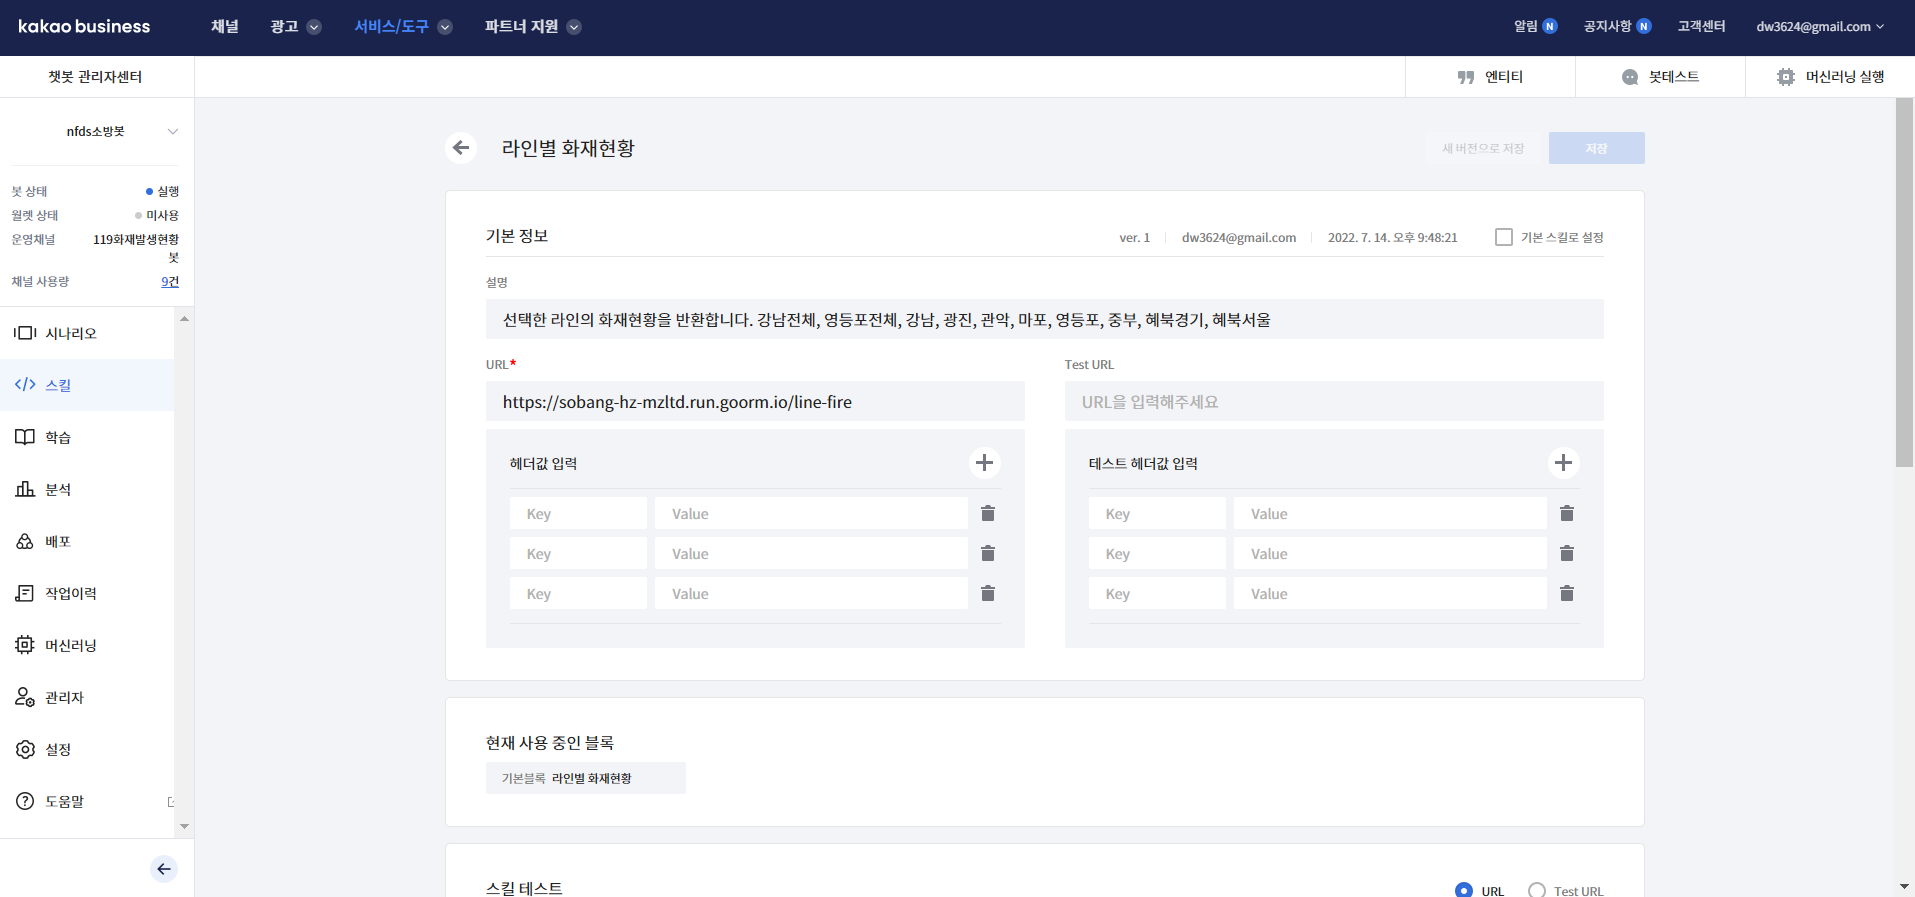 kakao business 채널 광고 서비스/도구 파트너 지원 알림 N 공지사항 N 고객센터 dw3624@gmail.com
챗봇 관리자센터 엔티티 봇테스트 머신러닝 실행
nfds소방봇
봇 상태 실행
월렛 상태 미사용
운영채널 119화재발생현황
봇
채널 사용량 9건
시나리오
스킬
학습
분석
배포
작업이력
머신러닝
관리자
설정
도움말
라인별 화재현황 새 버전으로 저장 저장
기본 정보 ver. 1 dw3624@gmail.com 2022. 7. 14. 오후 9:48:21 기본 스킬로 설정
설명
선택한 라인의 화재현황을 반환합니다. 강남전체, 영등포전체, 강남, 광진, 관악, 마포, 영등포, 중부, 혜북경기, 혜북서울
URL* Test URL
https://sobang-hz-mzltd.run.goorm.io/line-fire URL을 입력해주세요
헤더값 입력 테스트 헤더값 입력
Key Value Key Value
Key Value Key Value
Key Value Key Value
현재 사용 중인 블록
기본블록 라인별 화재현황
스킬 테스트 URL Test URL